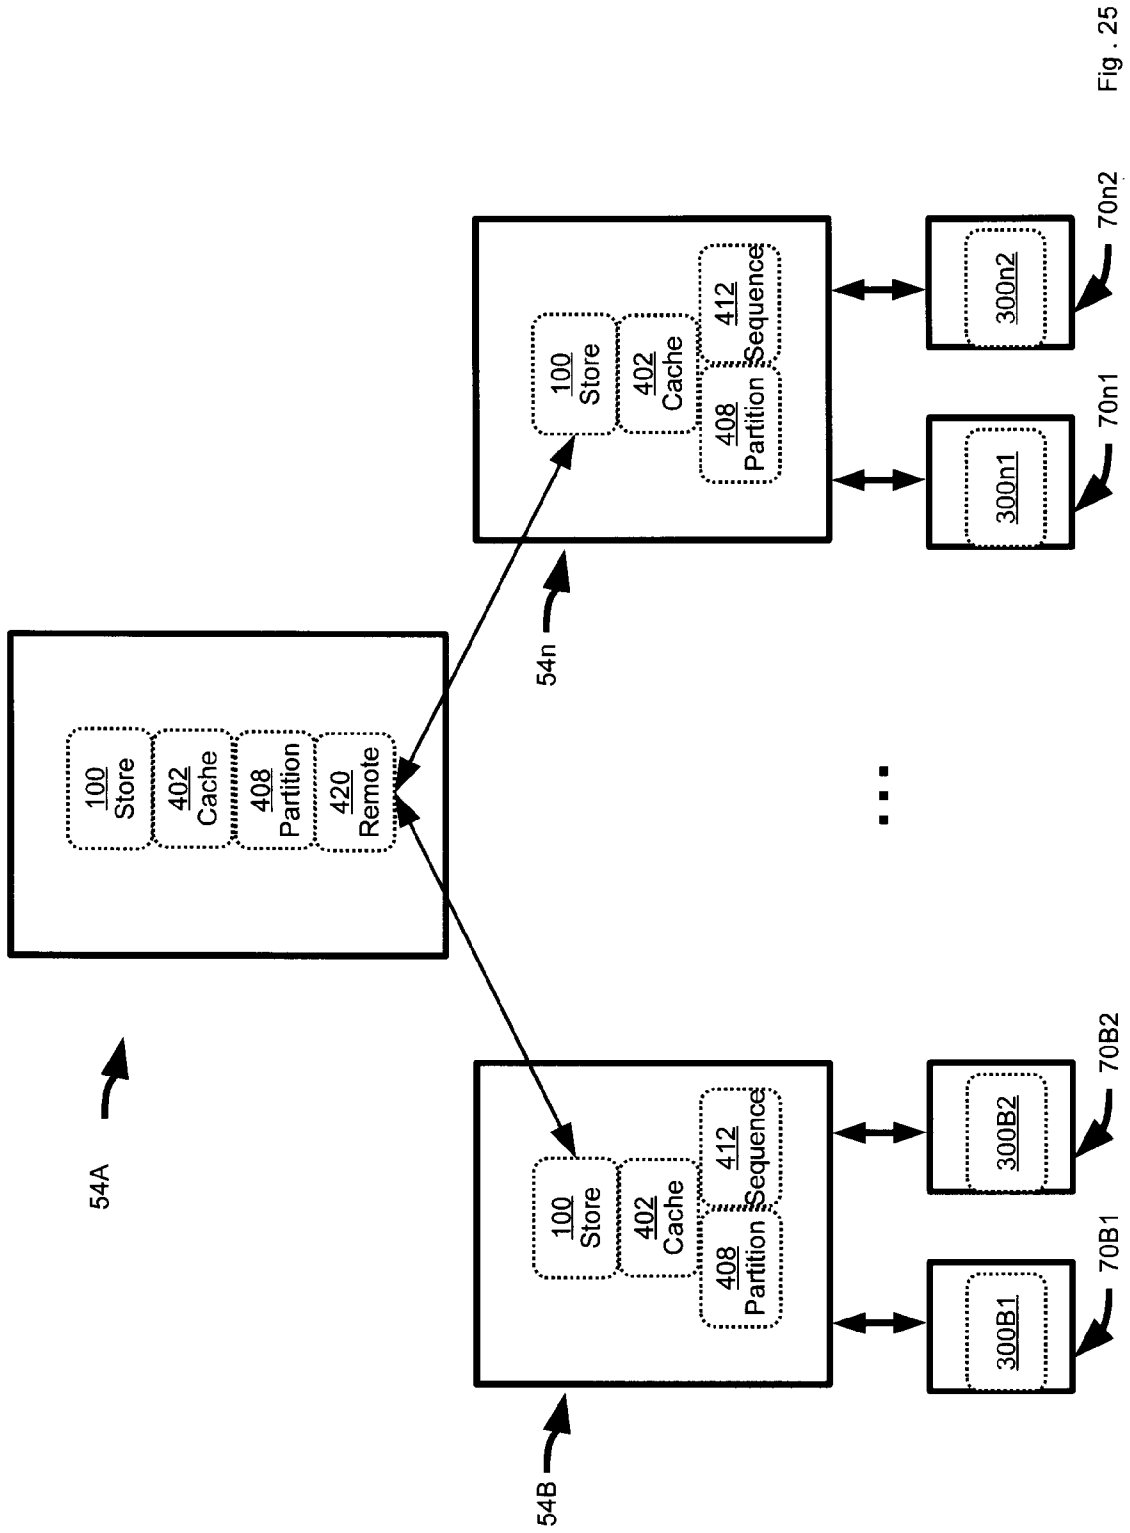 54A
100
Store
402
Cache
408
Partition
420
Remote
54B
100
Store
402
Cache
408
Partition
412
Sequence
54n
100
Store
402
Cache
408
Partition
412
Sequence
300B1
70B1
300B2
70B2
...
300n1
70n1
300n2
70n2
Fig . 25